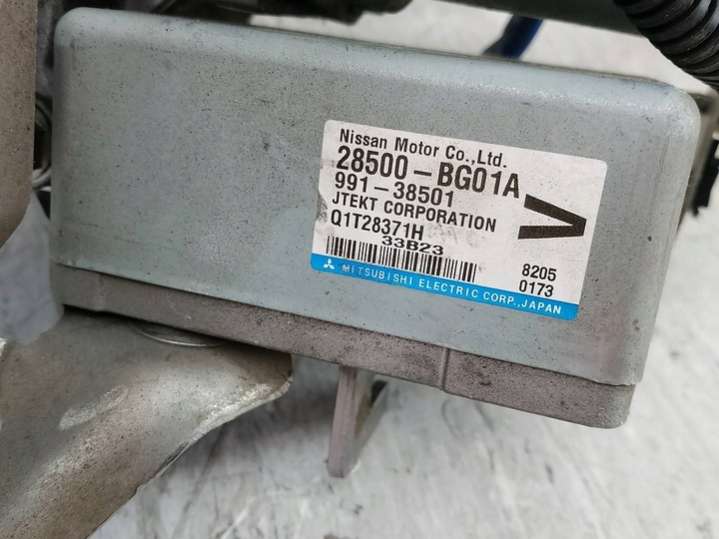 Nissan Motor Co.,Ltd.
28500-BG01A
991-38501
JTEKT CORPORATION
Q1T28371H
33B23
8205
0173
MITSUBISHI ELECTRIC CORP.,JAPAN